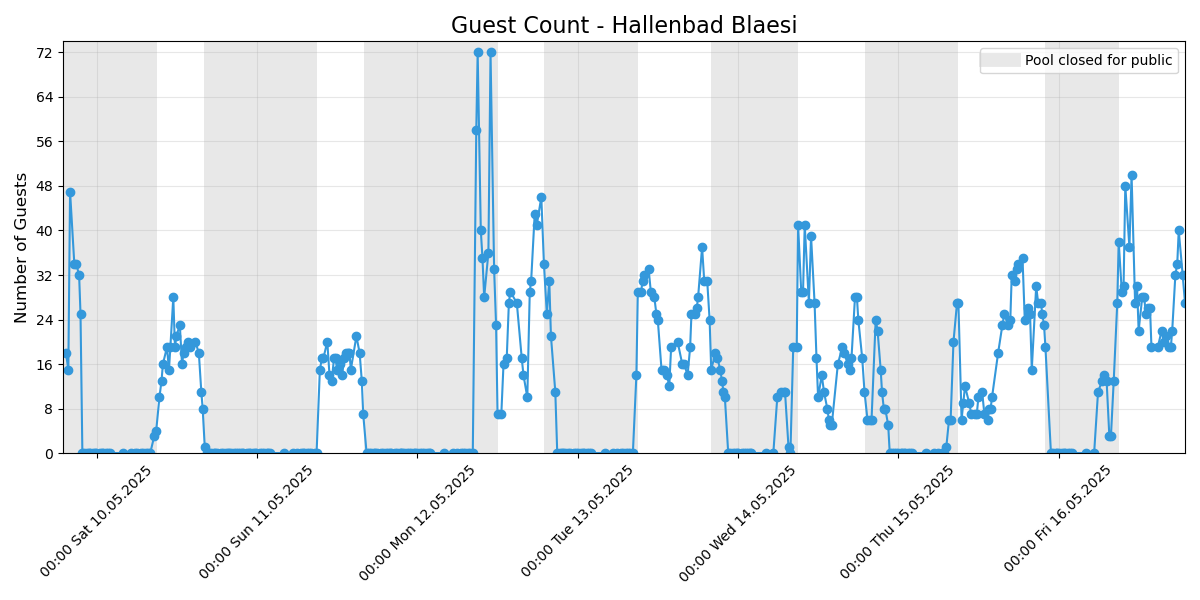 Guest Count - Hallenbad Blaesi
Pool closed for public
Number of Guests
72
64
56
48
40
32
24
16
8
0
00:00 Sat 10.05.2025
00:00 Sun 11.05.2025
00:00 Mon 12.05.2025
00:00 Tue 13.05.2025
00:00 Wed 14.05.2025
00:00 Thu 15.05.2025
00:00 Fri 16.05.2025